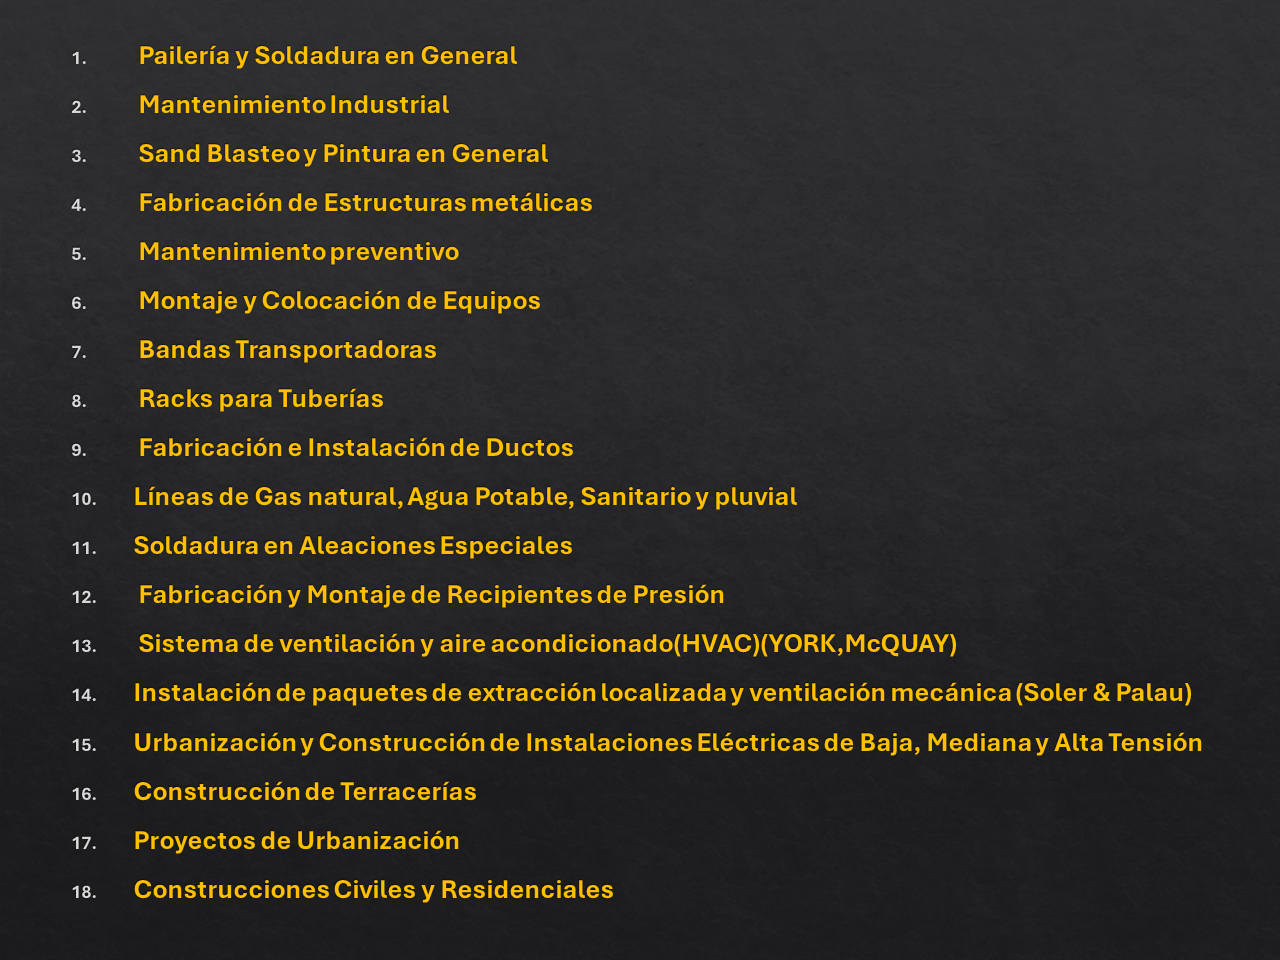 1. Pailería y Soldadura en General
2. Mantenimiento Industrial
3. Sand Blasteo y Pintura en General
4. Fabricación de Estructuras metálicas
5. Mantenimiento preventivo
6. Montaje y Colocación de Equipos
7. Bandas Transportadoras
8. Racks para Tuberías
9. Fabricación e Instalación de Ductos
10. Líneas de Gas natural, Agua Potable, Sanitario y pluvial
11. Soldadura en Aleaciones Especiales
12. Fabricación y Montaje de Recipientes de Presión
13. Sistema de ventilación y aire acondicionado(HVAC)(YORK,McQUAY)
14. Instalación de paquetes de extracción localizada y ventilación mecánica (Soler & Palau)
15. Urbanización y Construcción de Instalaciones Eléctricas de Baja, Mediana y Alta Tensión
16. Construcción de Terracerías
17. Proyectos de Urbanización
18. Construcciones Civiles y Residenciales